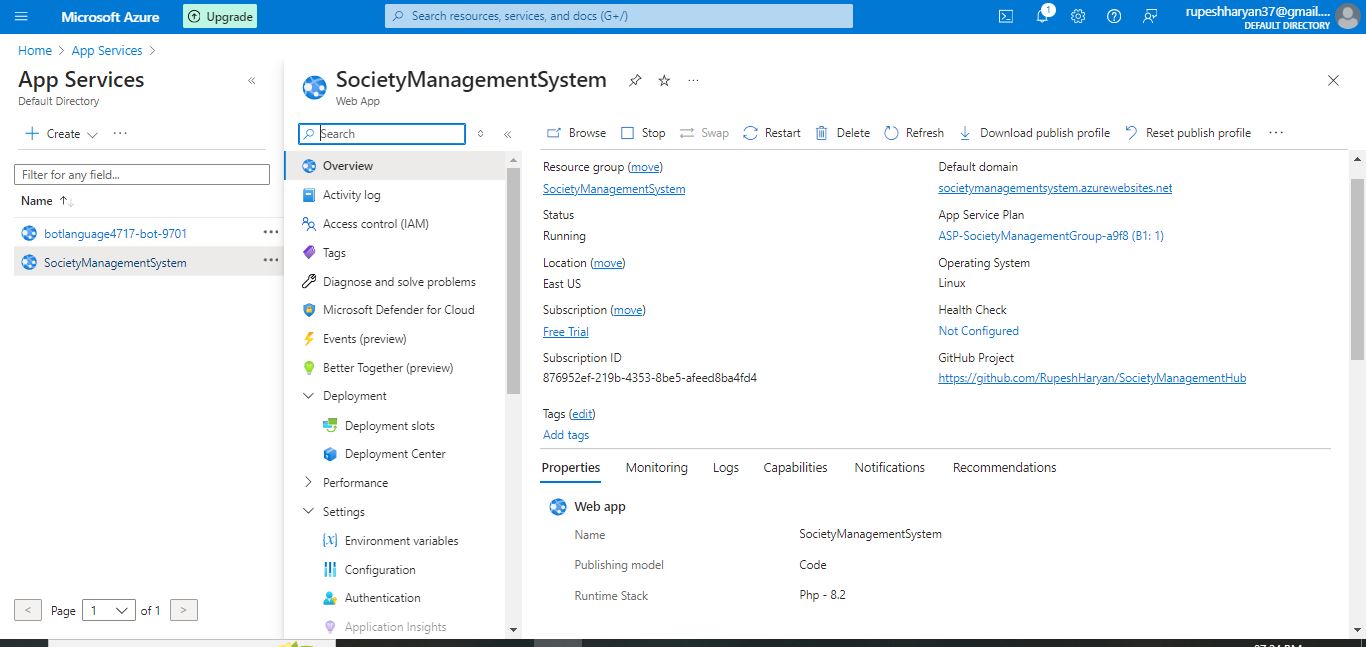 Microsoft Azure
Upgrade
Search resources, services, and docs (G+/)
1
rupeshharyan37@gmail....
DEFAULT DIRECTORY
Home > App Services >
App Services
Default Directory
Create
Filter for any field...
Name
botlanguage4717-bot-9701
SocietyManagementSystem
< Page 1 of 1 >
SocietyManagementSystem
Web App
Search
Overview
Activity log
Access control (IAM)
Tags
Diagnose and solve problems
Microsoft Defender for Cloud
Events (preview)
Better Together (preview)
Deployment
Deployment slots
Deployment Center
Performance
Settings
Environment variables
Configuration
Authentication
Application Insights
Browse Stop Swap Restart Delete Refresh Download publish profile Reset publish profile
Resource group (move)
SocietyManagementSystem
Status
Running
Location (move)
East US
Subscription (move)
Free Trial
Subscription ID
876952ef-219b-4353-8be5-afeed8ba4fd4
Default domain
societymanagementsystem.azurewebsites.net
App Service Plan
ASP-SocietyManagementGroup-a9f8 (B1: 1)
Operating System
Linux
Health Check
Not Configured
GitHub Project
https://github.com/RupeshHaryan/SocietyManagementHub
Tags (edit)
Add tags
Properties Monitoring Logs Capabilities Notifications Recommendations
Web app
Name SocietyManagementSystem
Publishing model Code
Runtime Stack Php - 8.2